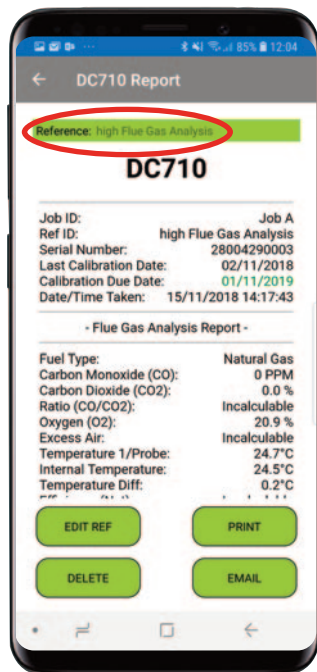 85% 12:04
DC710 Report
Reference: high Flue Gas Analysis
DC710
Job ID: Job A
Ref ID: high Flue Gas Analysis
Serial Number: 28004290003
Last Calibration Date: 02/11/2018
Calibration Due Date: 01/11/2019
Date/Time Taken: 15/11/2018 14:17:43
- Flue Gas Analysis Report -
Fuel Type: Natural Gas
Carbon Monoxide (CO): 0 PPM
Carbon Dioxide (CO2): 0.0 %
Ratio (CO/CO2): Incalculable
Oxygen (O2): 20.9 %
Excess Air: Incalculable
Temperature 1/Probe: 24.7°C
Internal Temperature: 24.5°C
Temperature Diff: 0.2°C
EDIT REF PRINT
DELETE EMAIL